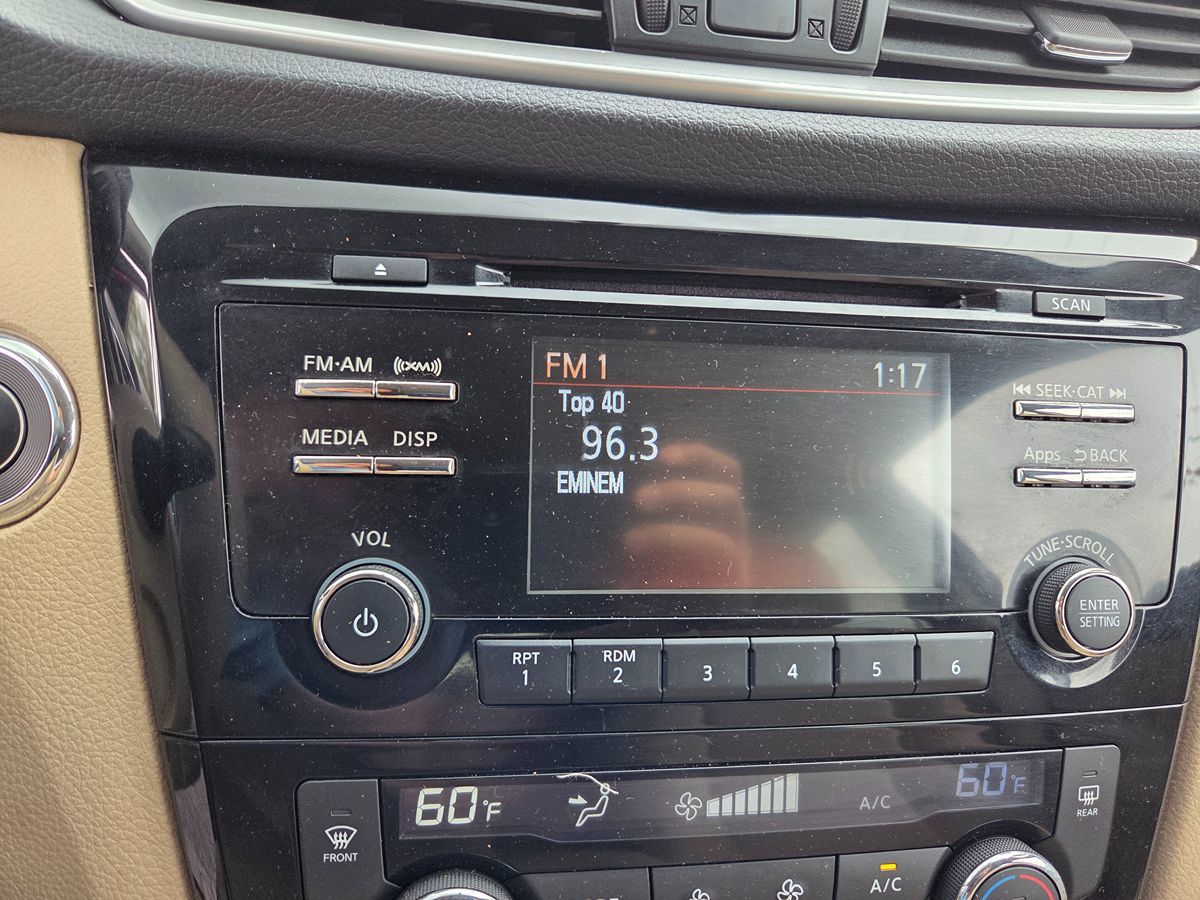 SCAN
FM·AM (((XM)))
MEDIA DISP
VOL
FM 1 1:17
Top 40
96.3
EMINEM
SEEK·CAT
Apps BACK
TUNE·SCROLL
ENTER
SETTING
RPT
1
RDM
2
3
4
5
6
60°F
A/C
60°F
FRONT
REAR
A/C